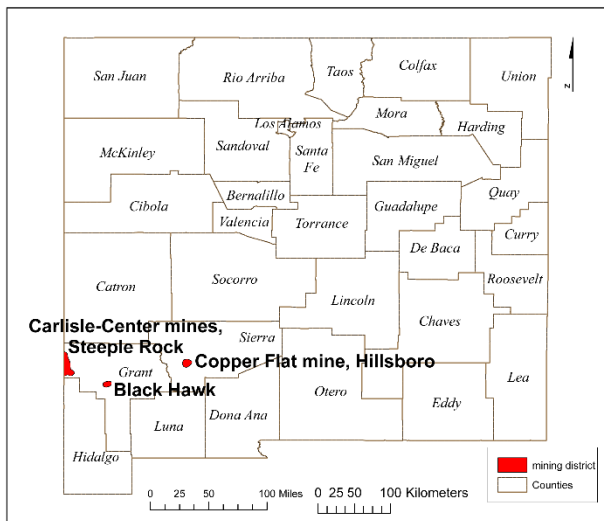 San Juan
Rio Arriba
Taos
Colfax
Union
N
Mora
Harding
Los Alamos
McKinley
Sandoval
Santa
Fe
San Miguel
Bernalillo
Quay
Cibola
Guadalupe
Valencia
Torrance
Curry
De Baca
Roosevelt
Catron
Socorro
Lincoln
Chaves
Carlisle-Center mines,
Steeple Rock
Sierra
Copper Flat mine, Hillsboro
Grant
Black Hawk
Otero
Lea
Luna
Dona Ana
Eddy
Hidalgo
mining district
Counties
50 25 0 50 100 Miles
50 25 0 50 100 Kilometers